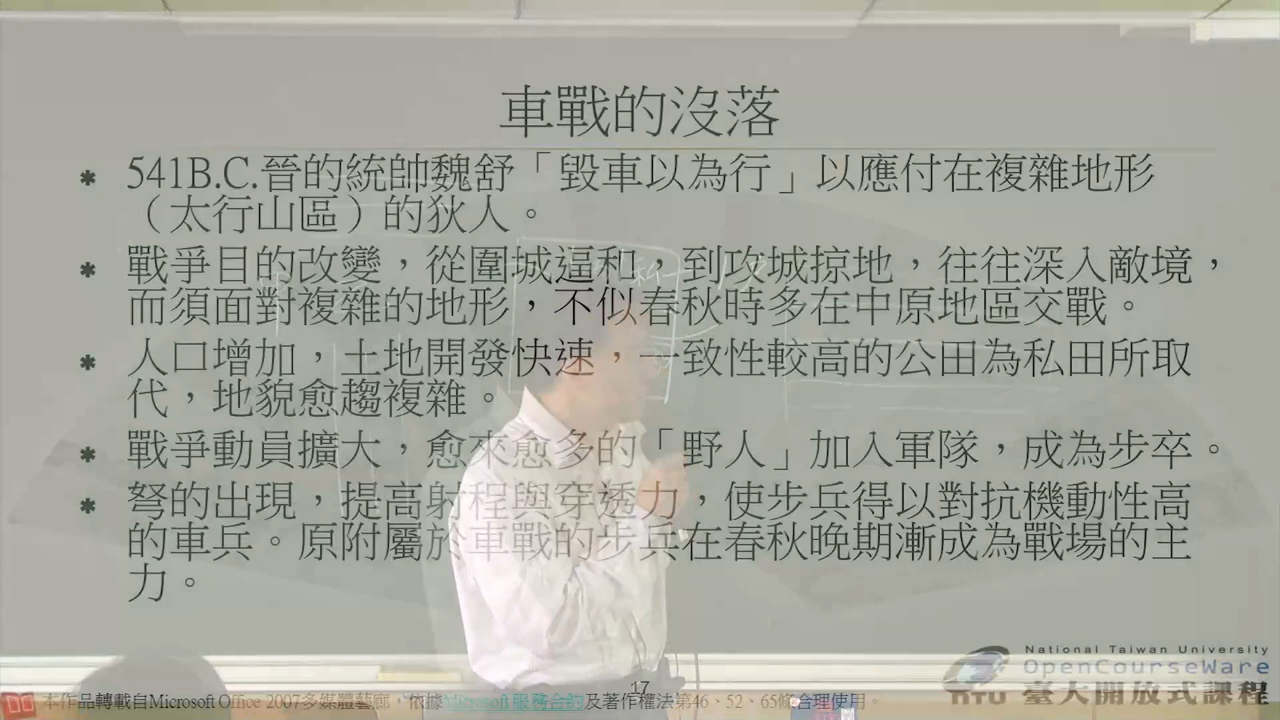 車戰的沒落
* 541B.C.晉的統帥魏舒「毀車以為行」以應付在複雜地形
（太行山區）的狄人。
* 戰爭目的改變，從圍城逼和，到攻城掠地，往往深入敵境，
而須面對複雜的地形，不似春秋時多在中原地區交戰。
* 人口增加，土地開發快速，一致性較高的公田為私田所取
代，地貌愈趨複雜。
* 戰爭動員擴大，愈來愈多的「野人」加入軍隊，成為步卒。
* 弩的出現，提高射程與穿透力，使步兵得以對抗機動性高
的車兵。原附屬於車戰的步兵在春秋晚期漸成為戰場的主
力。
National Taiwan University
OpenCourseWare
NTU 臺大開放式課程
17
本作品轉載自Microsoft Office 2007多媒體藝廊，依據Microsoft服務合約及著作權法第46、52、65條合理使用。